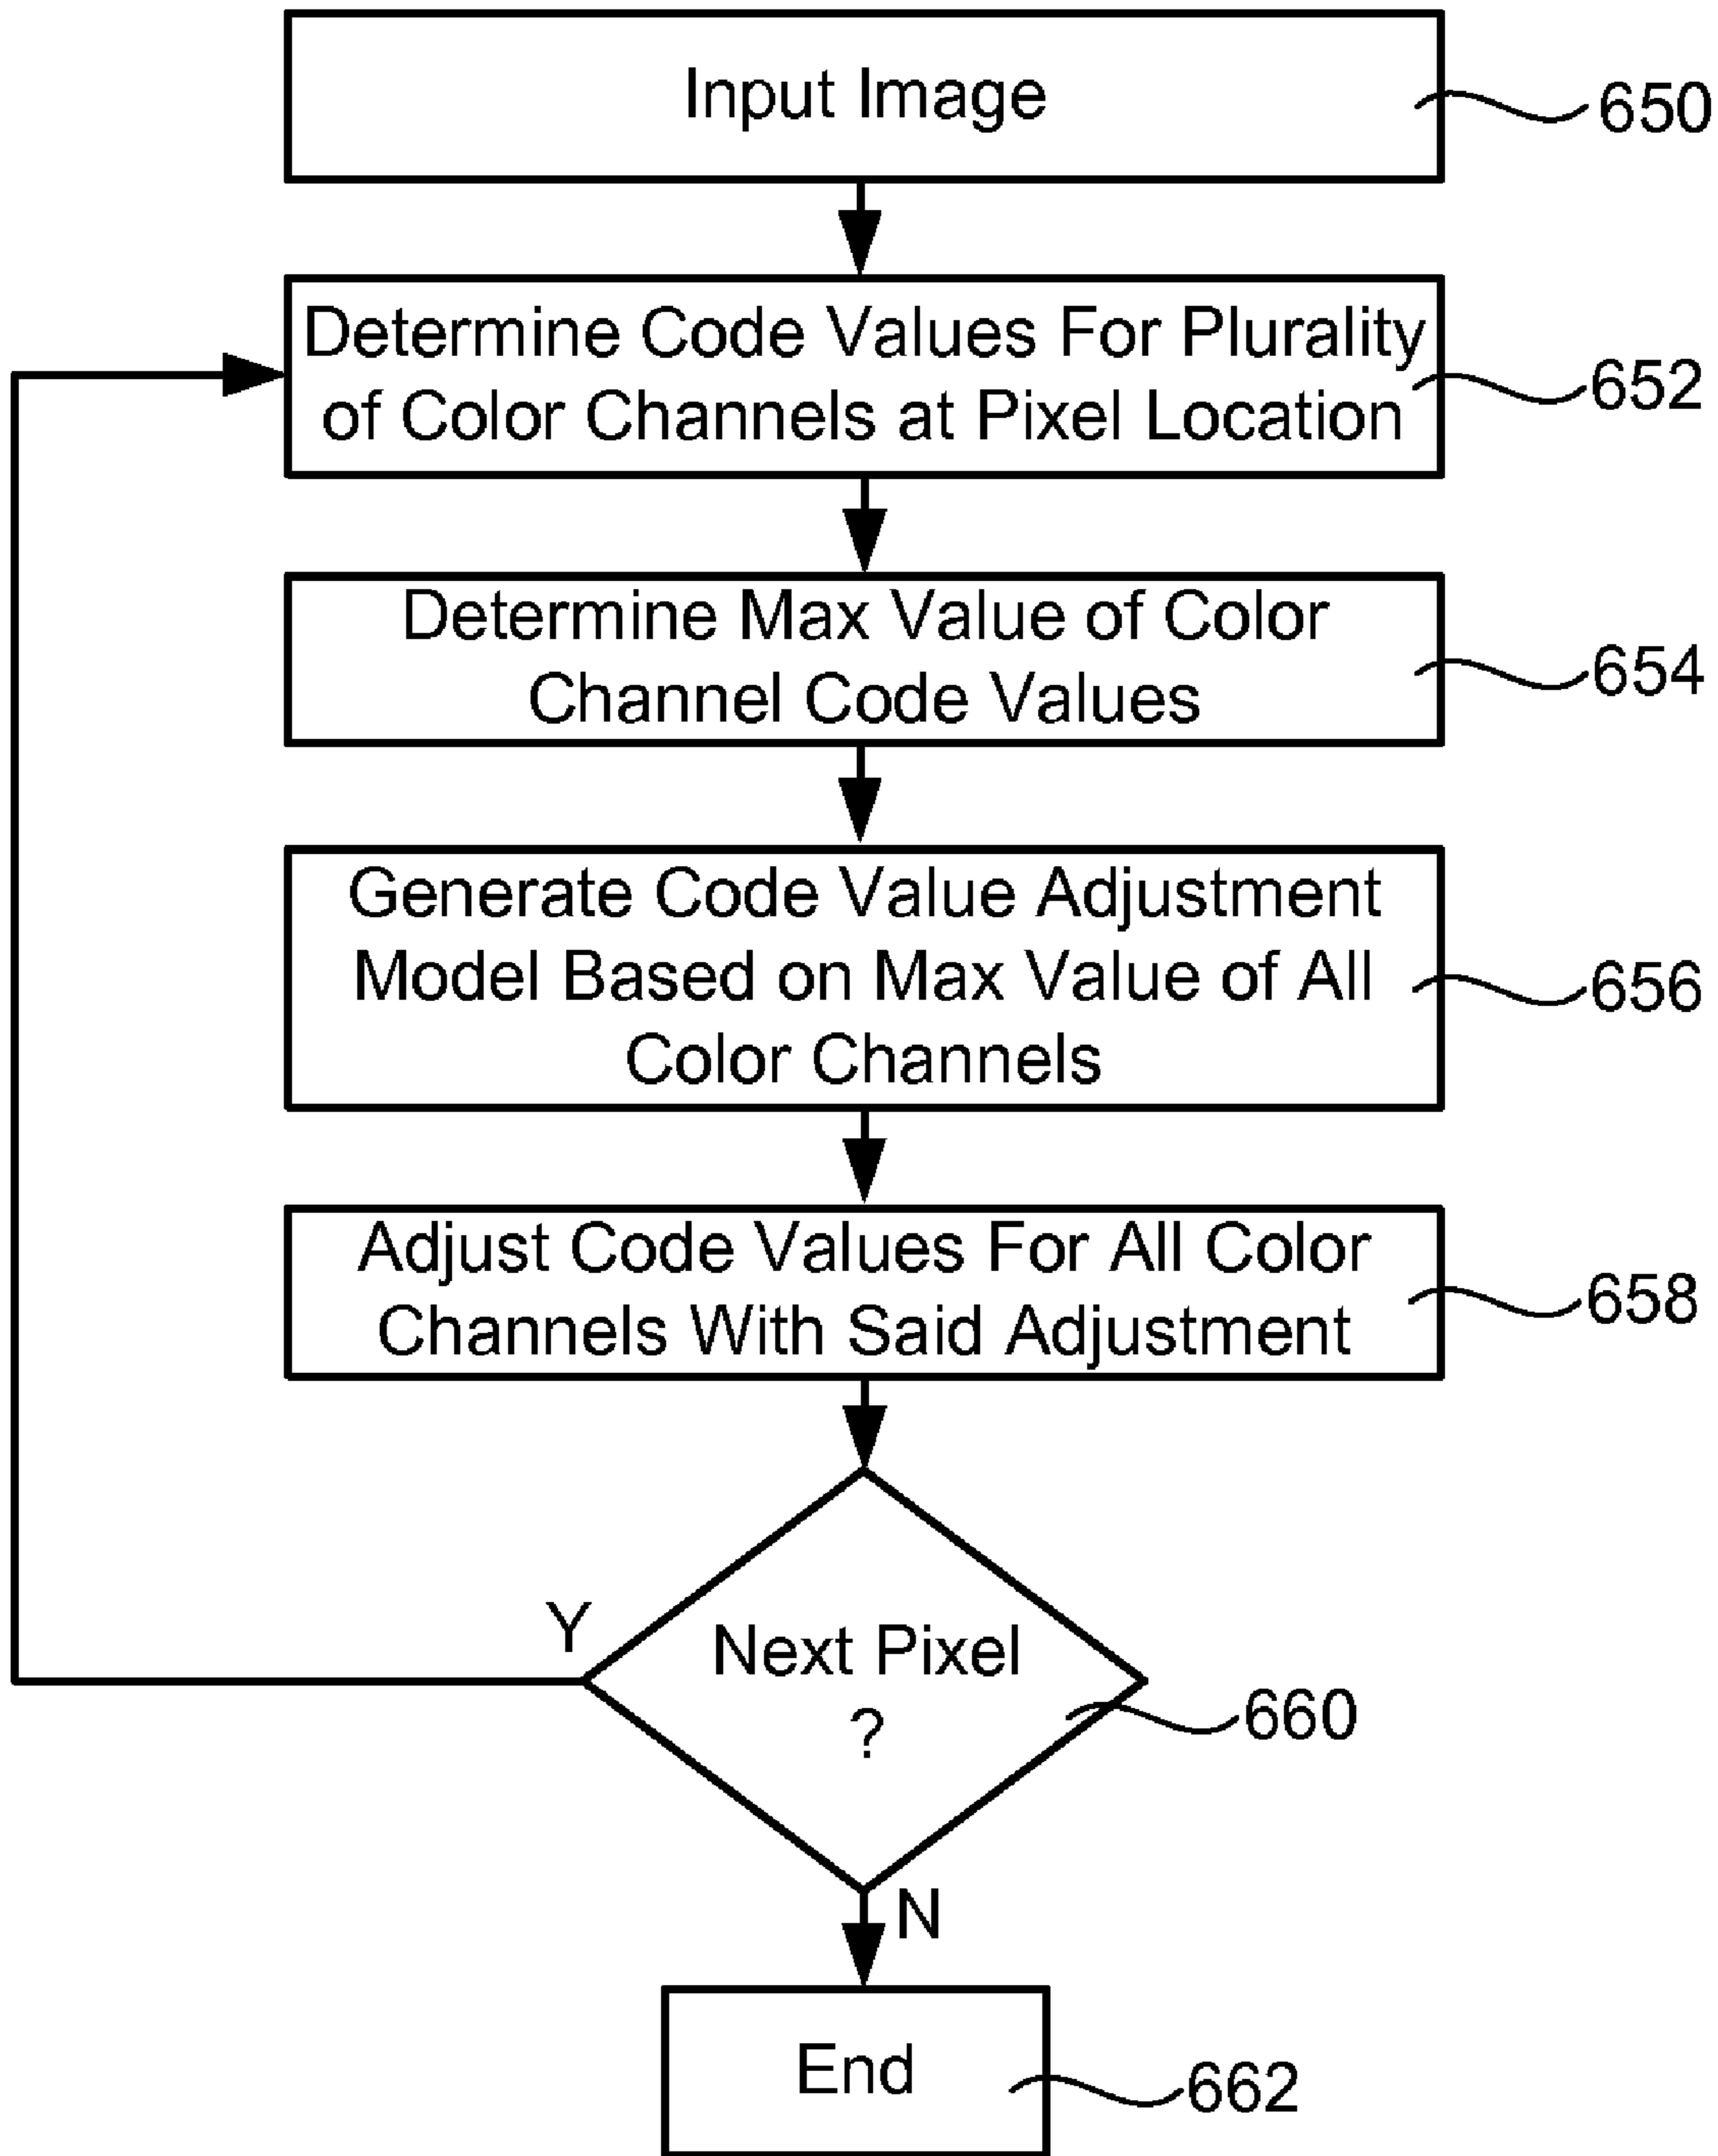 Input Image
650
Determine Code Values For Plurality
of Color Channels at Pixel Location
652
Determine Max Value of Color
Channel Code Values
654
Generate Code Value Adjustment
Model Based on Max Value of All
Color Channels
656
Adjust Code Values For All Color
Channels With Said Adjustment
658
Y
Next Pixel
?
660
N
End
662